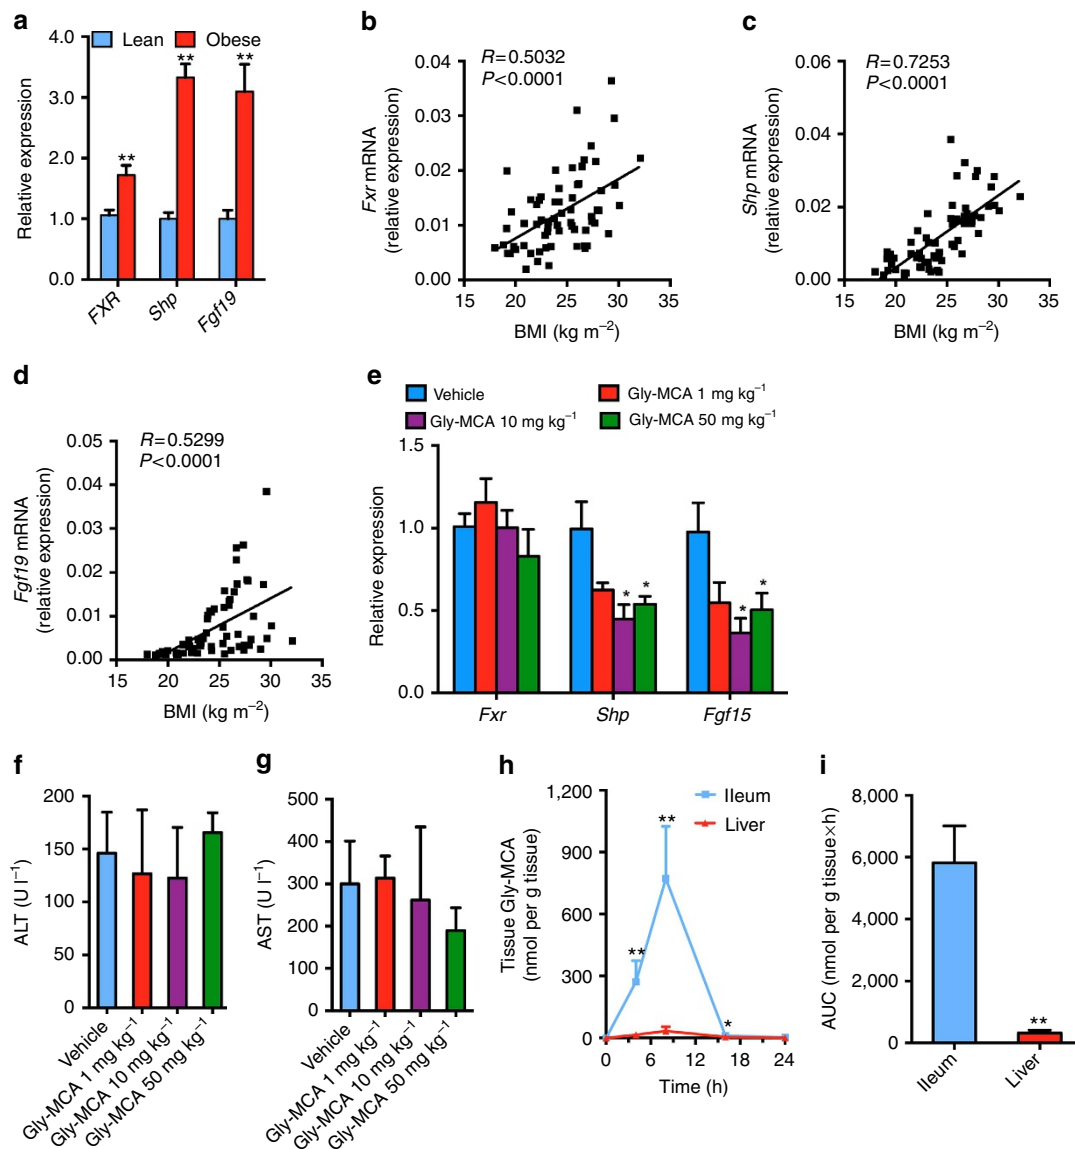 a
Lean
Obese
4.0
3.0
2.0
1.0
0.0
Relative expression
**
**
**
FXR
Shp
Fgf19
b
R=0.5032
P<0.0001
0.04
0.03
0.02
0.01
0.00
Fxr mRNA
(relative expression)
15
20
25
30
35
BMI (kg m⁻²)
c
R=0.7253
P<0.0001
0.06
0.04
0.02
0.00
Shp mRNA
(relative expression)
15
20
25
30
35
BMI (kg m⁻²)
d
R=0.5299
P<0.0001
0.05
0.04
0.03
0.02
0.01
0.00
Fgf19 mRNA
(relative expression)
15
20
25
30
35
BMI (kg m⁻²)
e
Vehicle
Gly-MCA 1 mg kg⁻¹
Gly-MCA 10 mg kg⁻¹
Gly-MCA 50 mg kg⁻¹
1.5
1.0
0.5
0.0
Relative expression
*
*
*
*
Fxr
Shp
Fgf15
f
200
150
100
50
0
ALT (U l⁻¹)
Vehicle
Gly-MCA 1 mg kg⁻¹
Gly-MCA 10 mg kg⁻¹
Gly-MCA 50 mg kg⁻¹
g
500
400
300
200
100
0
AST (U l⁻¹)
Vehicle
Gly-MCA 1 mg kg⁻¹
Gly-MCA 10 mg kg⁻¹
Gly-MCA 50 mg kg⁻¹
h
1,200
900
600
300
0
Tissue Gly-MCA
(nmol per g tissue)
Ileum
Liver
**
**
*
0
6
12
18
24
Time (h)
i
8,000
6,000
4,000
2,000
0
AUC (nmol per g tissue×h)
**
Ileum
Liver